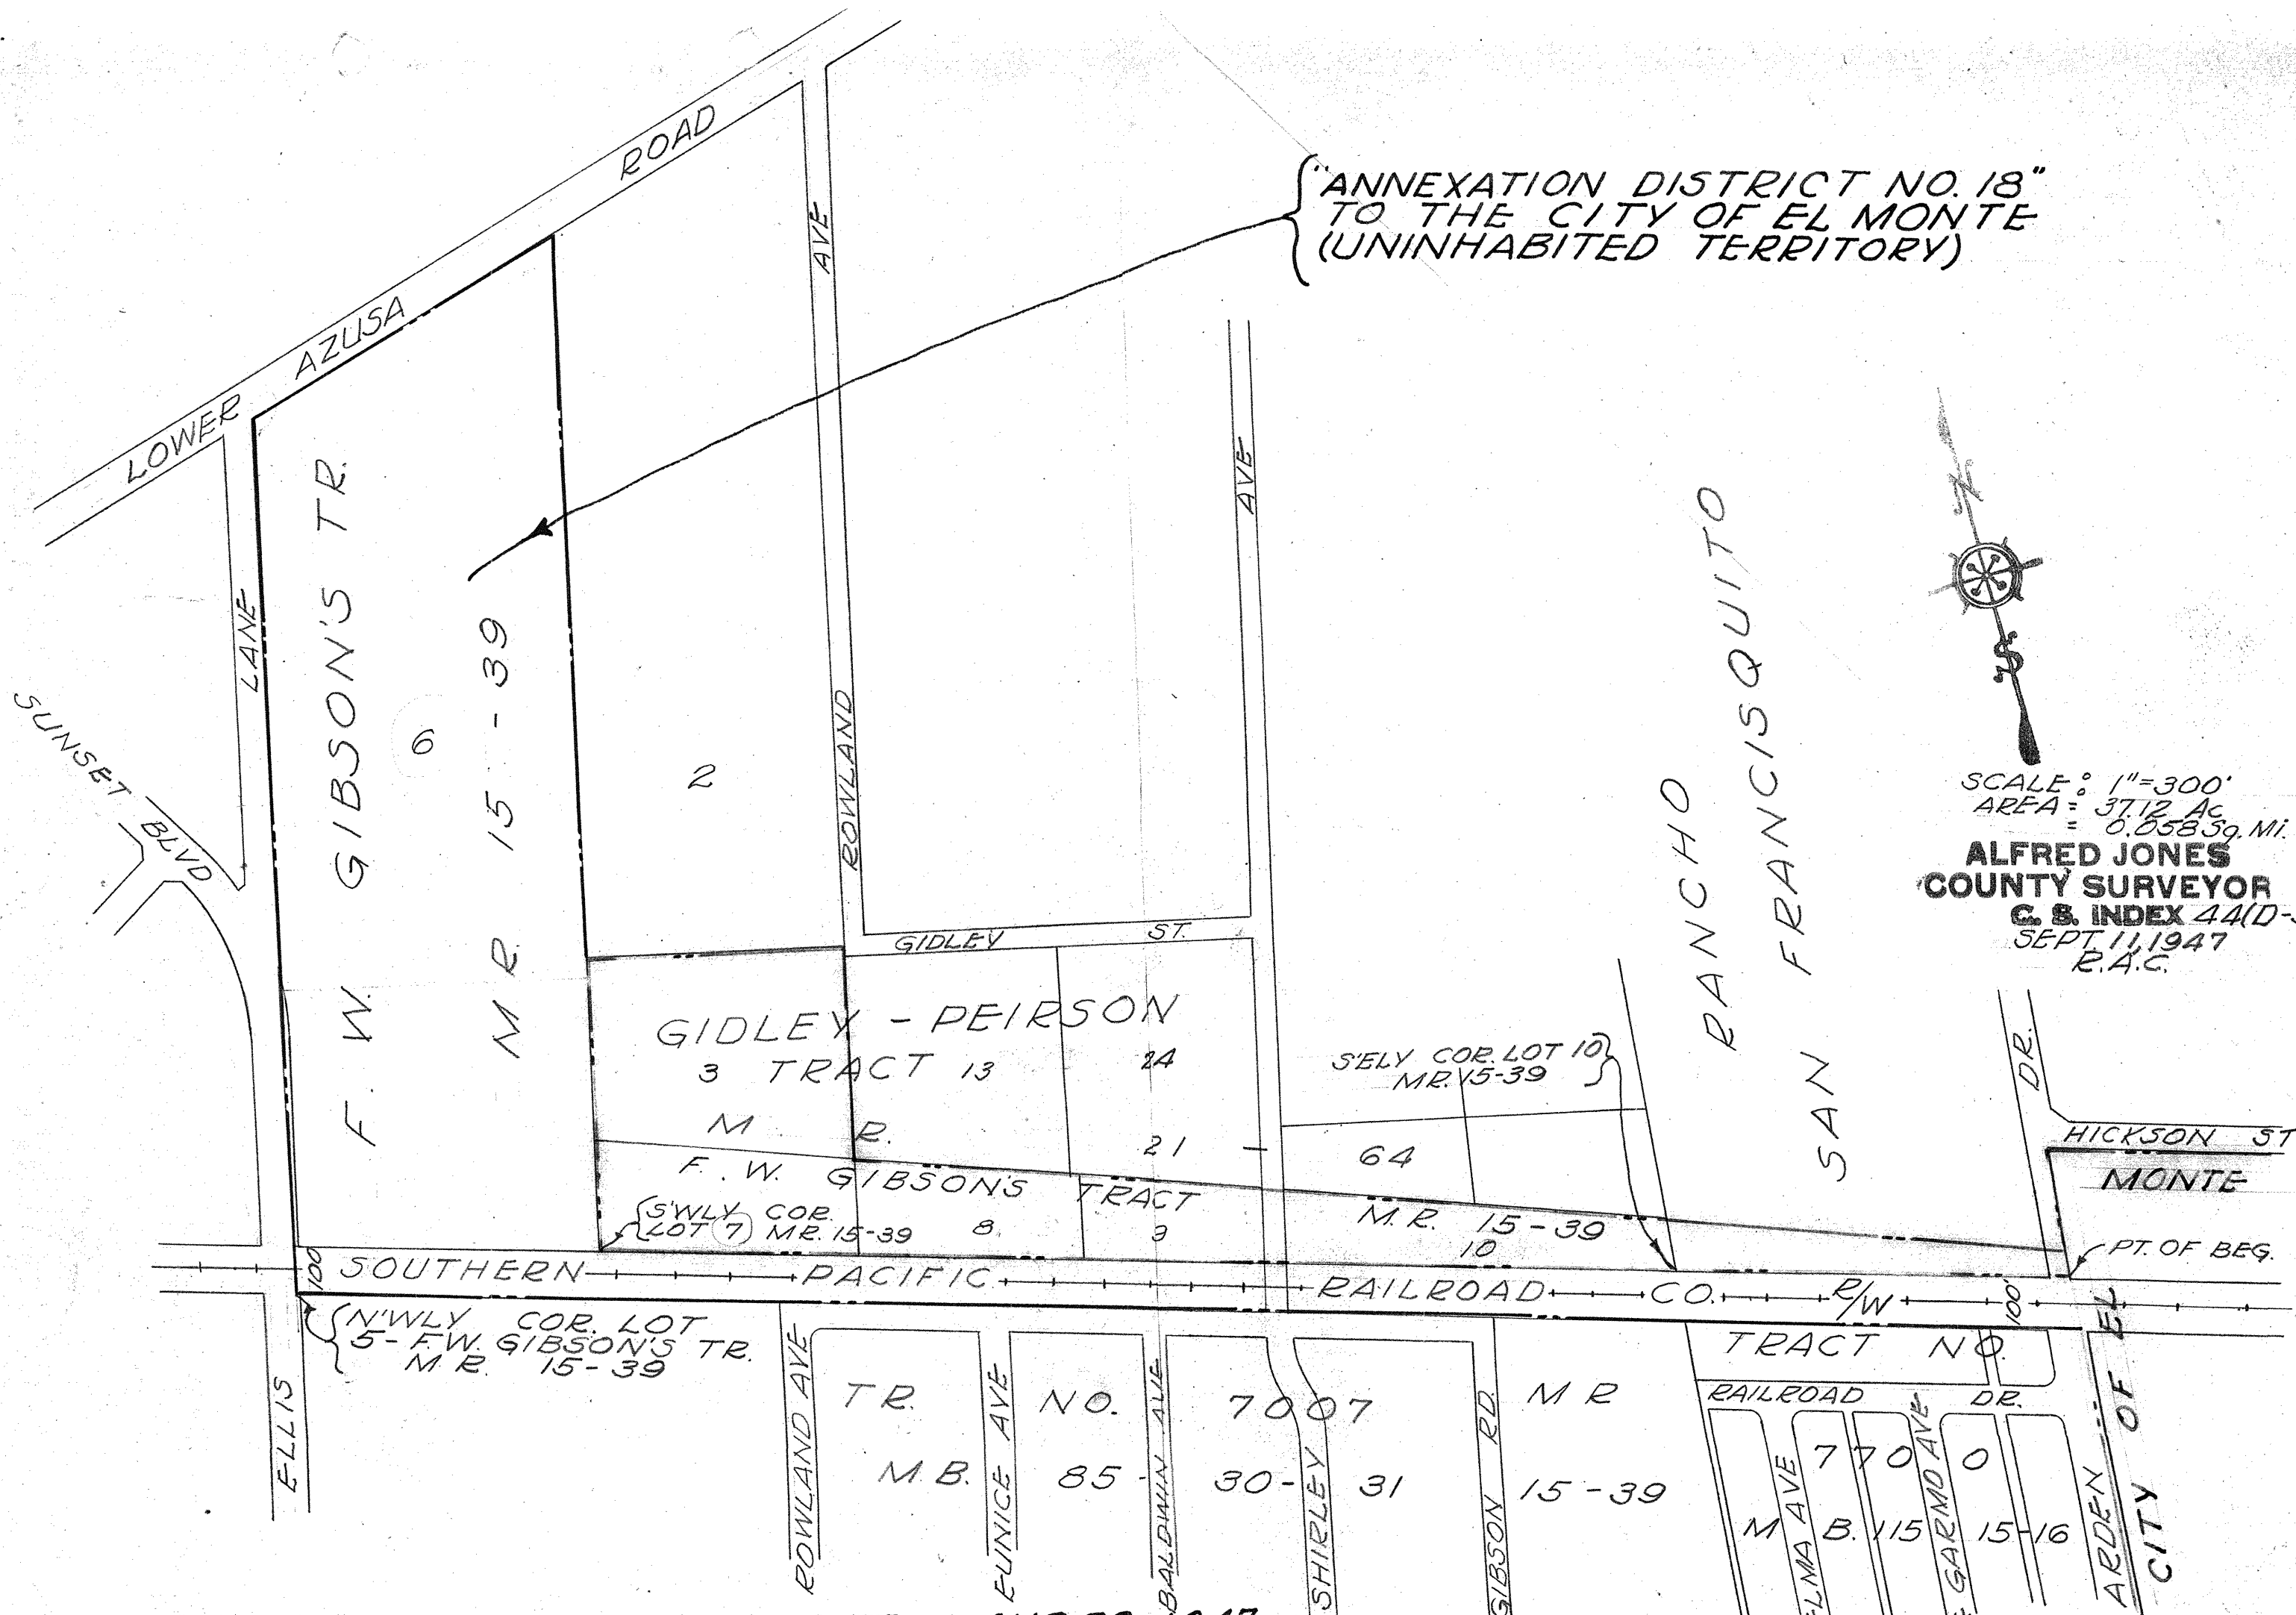 "ANNEXATION DISTRICT NO. 18"
TO THE CITY OF EL MONTE
(UNINHABITED TERRITORY)
LOWER AZUSA ROAD
AVE
AVE
LANE
SUNSET BLVD
F. W. GIBSON'S TR.
M R 15 - 39
6
2
ROWLAND
GIDLEY ST.
RANCHO
SAN FRANCISQUITO
S
SCALE: 1"=300'
AREA = 37.12 Ac
= 0.058 Sq. Mi.
ALFRED JONES
COUNTY SURVEYOR
C. S. INDEX 44(D-
SEPT. 11, 1947
R.A.C.
GIDLEY - PEIRSON
3 TRACT 13
24
M R.
21
64
S'ELY COR. LOT 10
MR. 15-39
DR.
HICKSON ST
MONTE
F. W. GIBSON'S TRACT
M. R. 15-39
S'WLY COR.
LOT 7 MR. 15-39
8
9
10
PT. OF BEG.
100'
SOUTHERN PACIFIC RAILROAD CO. R/W
100'
N'WLY COR. LOT
5 - F.W. GIBSON'S TR.
M R. 15-39
ELLIS
ROWLAND AVE
TR. NO. 7007
M.B. 85 - 30 - 31
EUNICE AVE
BALDWIN AVE
SHIRLEY
GIBSON RD.
M R
15-39
TRACT NO.
RAILROAD DR.
7700
M B. 115 15-16
ELMA AVE
GARMO AVE
ARDEN
CITY OF EL